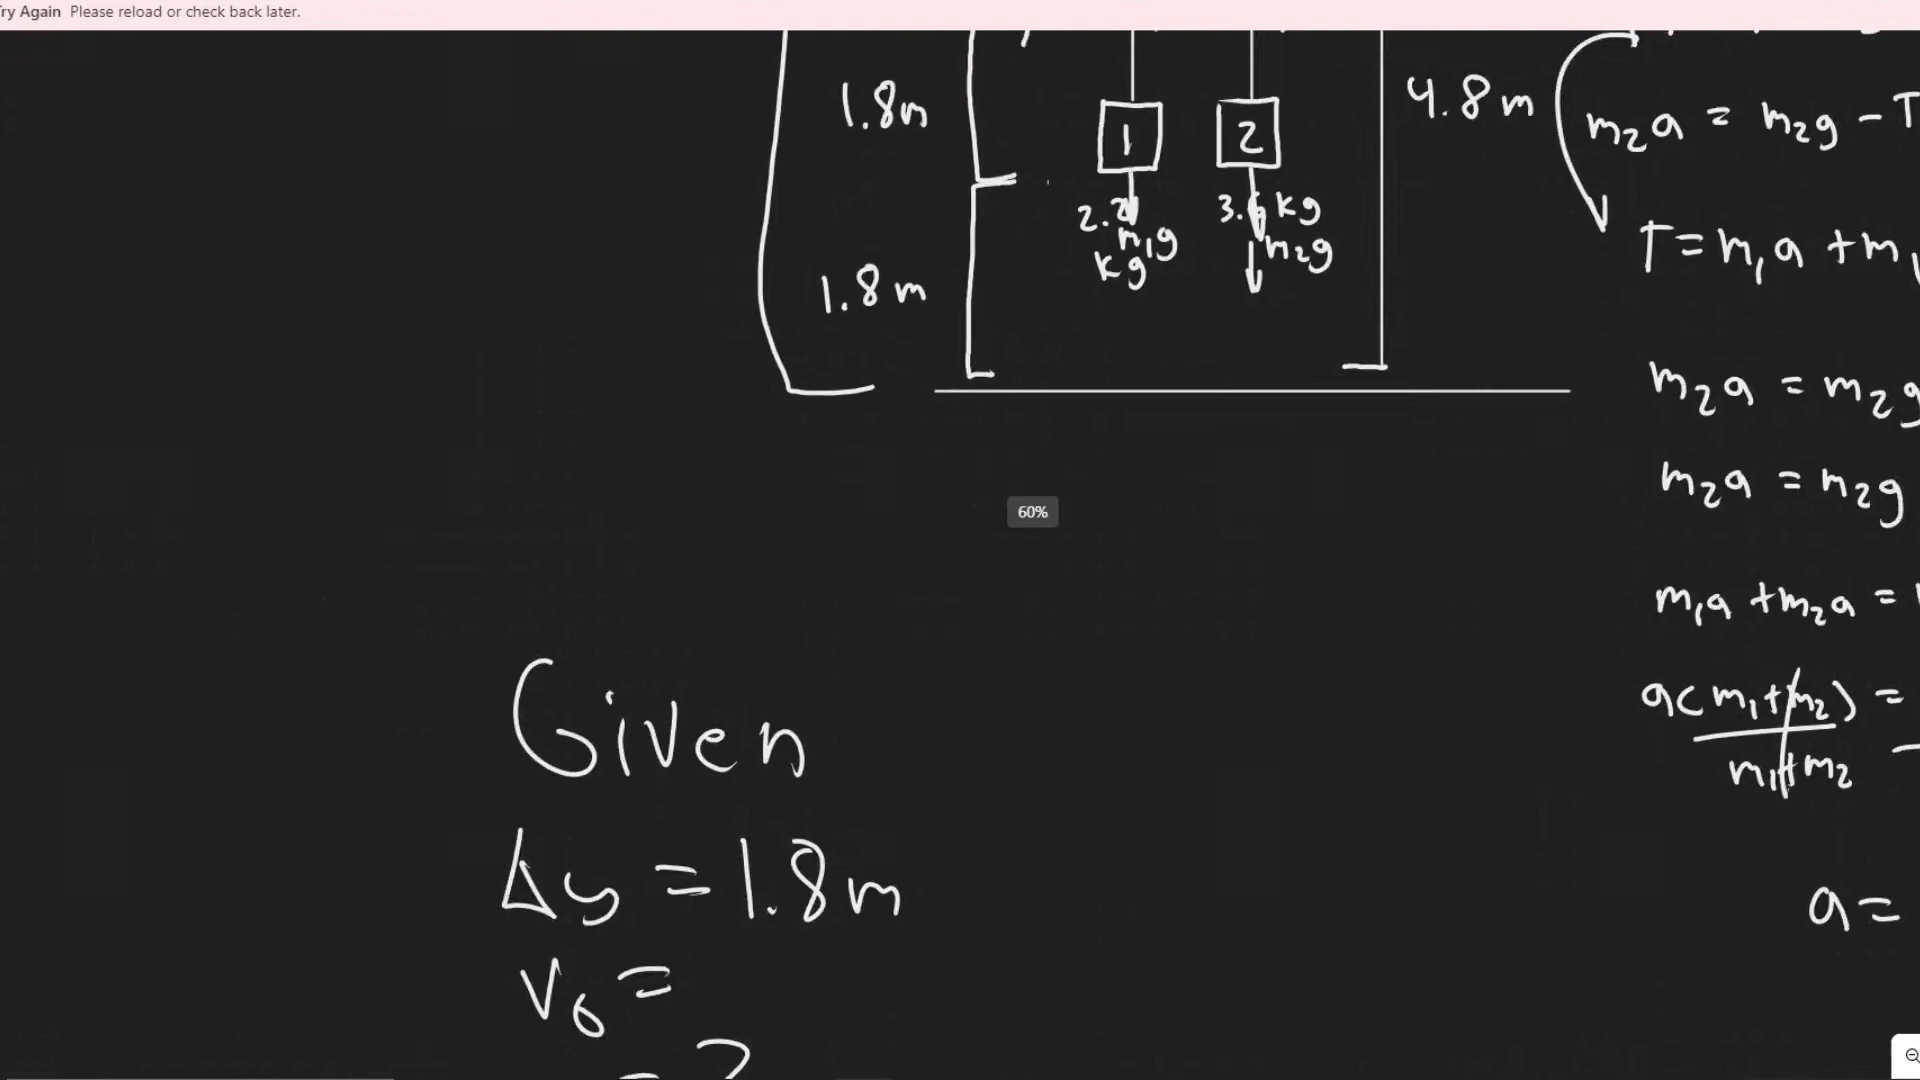 Try Again Please reload or check back later.
1.8m
1 2
4.8m
m₂a = m₂g - T
2.2 kg
m₁g
3.6 kg
m₂g
1.8m
T = m₁a + m₁
m₂a = m₂g
m₂a = m₂g
60%
m₁a + m₂a =
a(m₁+m₂) =
m₁+m₂
Given
Δy = 1.8m
a =
v₀ =
= ?